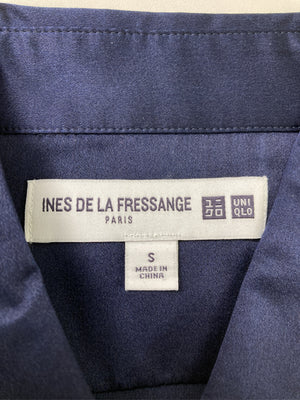 INES DE LA FRESSANGE
PARIS
ユニ
クロ
UNI
QLO
S
MADE IN
CHINA